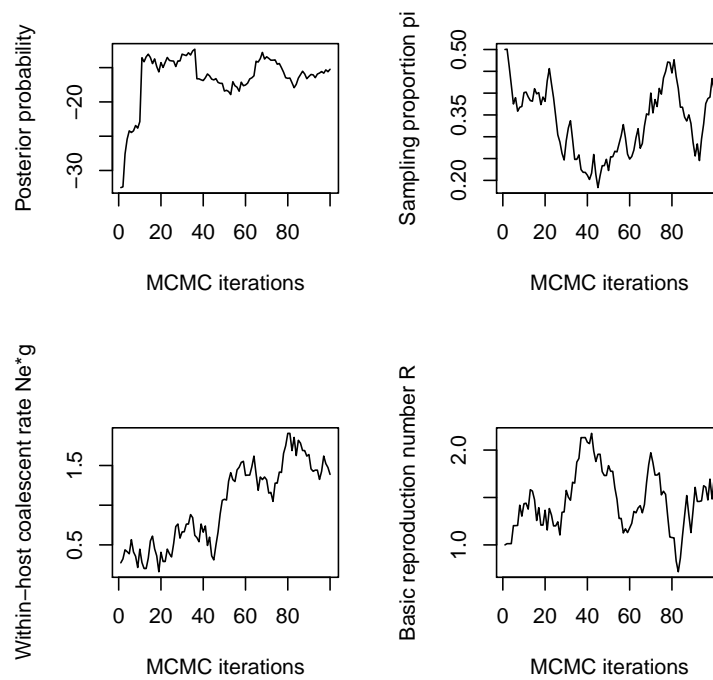 Posterior probability
−20
−30
0 20 40 60 80
MCMC iterations
Sampling proportion pi
0.50
0.35
0.20
0 20 40 60 80
MCMC iterations
Within−host coalescent rate Ne*g
1.5
0.5
0 20 40 60 80
MCMC iterations
Basic reproduction number R
2.0
1.0
0 20 40 60 80
MCMC iterations